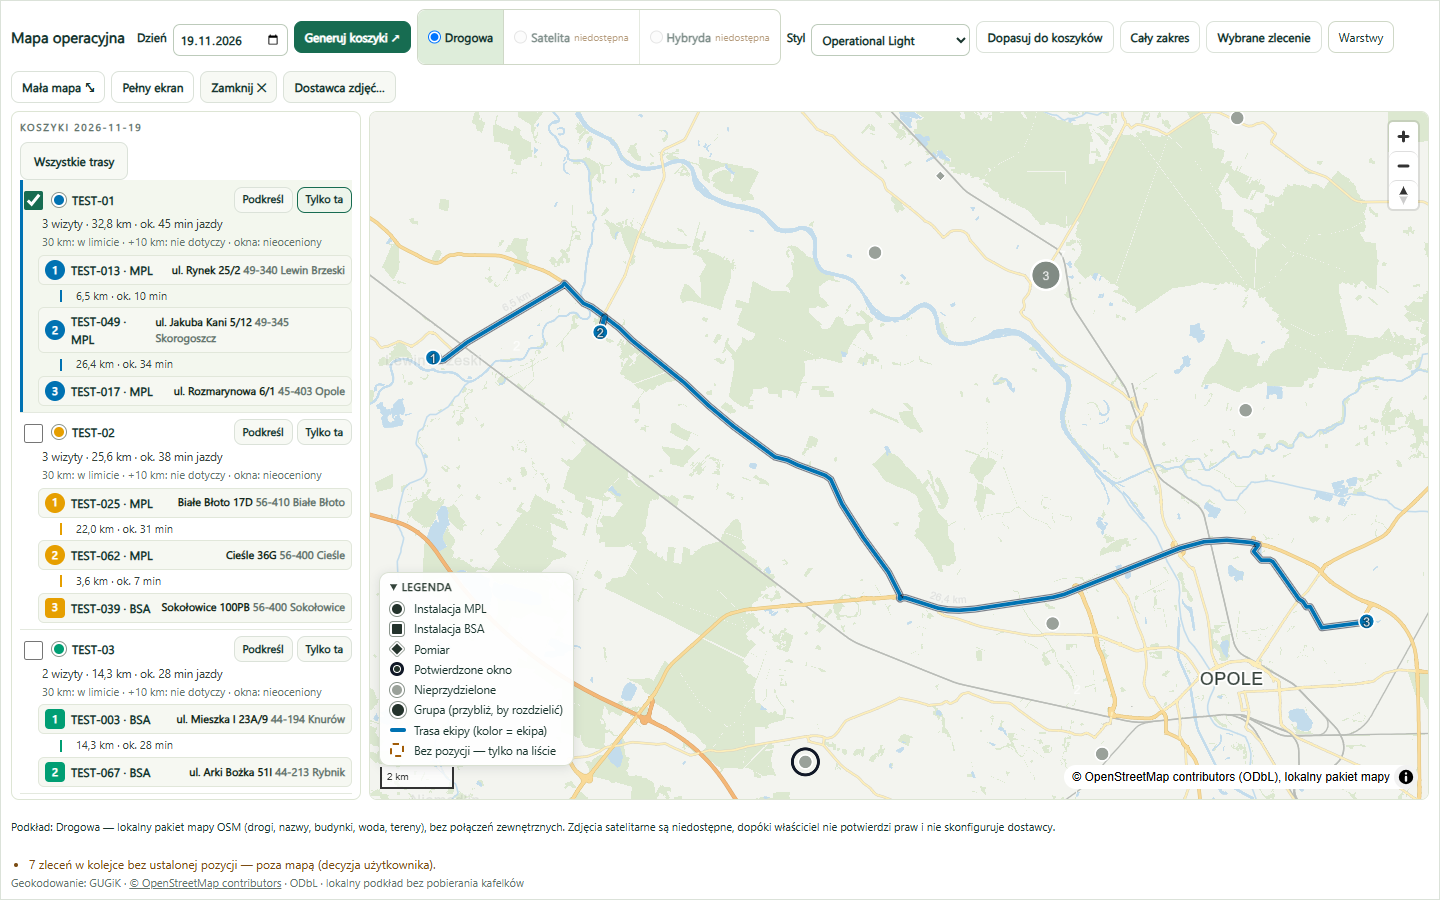 Mapa operacyjna Dzień 19.11.2026 Generuj koszyki ↗ Drogowa Satelita niedostępna Hybryda niedostępna Styl Operational Light Dopasuj do koszyków Cały zakres Wybrane zlecenie Warstwy
Mała mapa ⤡ Pełny ekran Zamknij ✕ Dostawca zdjęć...
KOSZYKI 2026-11-19
Wszystkie trasy
TEST-01 Podkreśl Tylko ta
3 wizyty · 32,8 km · ok. 45 min jazdy
30 km: w limicie · +10 km: nie dotyczy · okna: nieoceniony
1 TEST-013 · MPL ul. Rynek 25/2 49-340 Lewin Brzeski
6,5 km · ok. 10 min
2 TEST-049 · MPL ul. Jakuba Kani 5/12 49-345 Skorogoszcz
26,4 km · ok. 34 min
3 TEST-017 · MPL ul. Rozmarynowa 6/1 45-403 Opole
TEST-02 Podkreśl Tylko ta
3 wizyty · 25,6 km · ok. 38 min jazdy
30 km: w limicie · +10 km: nie dotyczy · okna: nieoceniony
1 TEST-025 · MPL Białe Błoto 17D 56-410 Białe Błoto
22,0 km · ok. 31 min
2 TEST-062 · MPL Cieśle 36G 56-400 Cieśle
3,6 km · ok. 7 min
3 TEST-039 · BSA Sokołowice 100PB 56-400 Sokołowice
TEST-03 Podkreśl Tylko ta
2 wizyty · 14,3 km · ok. 28 min jazdy
30 km: w limicie · +10 km: nie dotyczy · okna: nieoceniony
1 TEST-003 · BSA ul. Mieszka I 23A/9 44-194 Knurów
14,3 km · ok. 28 min
2 TEST-067 · BSA ul. Arki Bożka 51I 44-213 Rybnik
3
1
2
3
OPOLE
▼ LEGENDA
Instalacja MPL
Instalacja BSA
Pomiar
Potwierdzone okno
Nieprzydzielone
Grupa (przybliż, by rozdzielić)
Trasa ekipy (kolor = ekipa)
Bez pozycji — tylko na liście
2 km
© OpenStreetMap contributors (ODbL), lokalny pakiet mapy
Podkład: Drogowa — lokalny pakiet mapy OSM (drogi, nazwy, budynki, woda, tereny), bez połączeń zewnętrznych. Zdjęcia satelitarne są niedostępne, dopóki właściciel nie potwierdzi praw i nie skonfiguruje dostawcy.
• 7 zleceń w kolejce bez ustalonej pozycji — poza mapą (decyzja użytkownika).
Geokodowanie: GUGiK · © OpenStreetMap contributors · ODbL · lokalny podkład bez pobierania kafelków